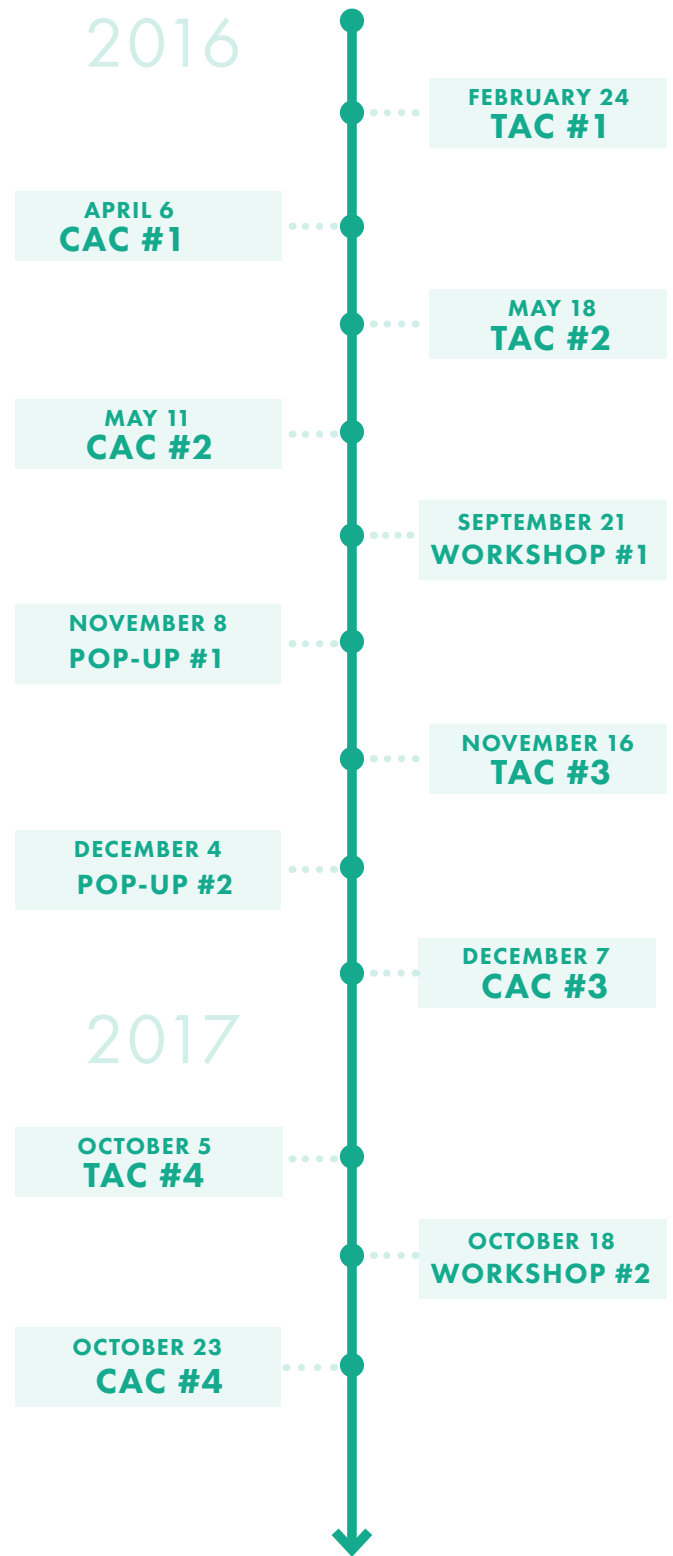 2016
FEBRUARY 24
TAC #1
APRIL 6
CAC #1
MAY 18
TAC #2
MAY 11
CAC #2
SEPTEMBER 21
WORKSHOP #1
NOVEMBER 8
POP-UP #1
NOVEMBER 16
TAC #3
DECEMBER 4
POP-UP #2
DECEMBER 7
CAC #3
2017
OCTOBER 5
TAC #4
OCTOBER 18
WORKSHOP #2
OCTOBER 23
CAC #4